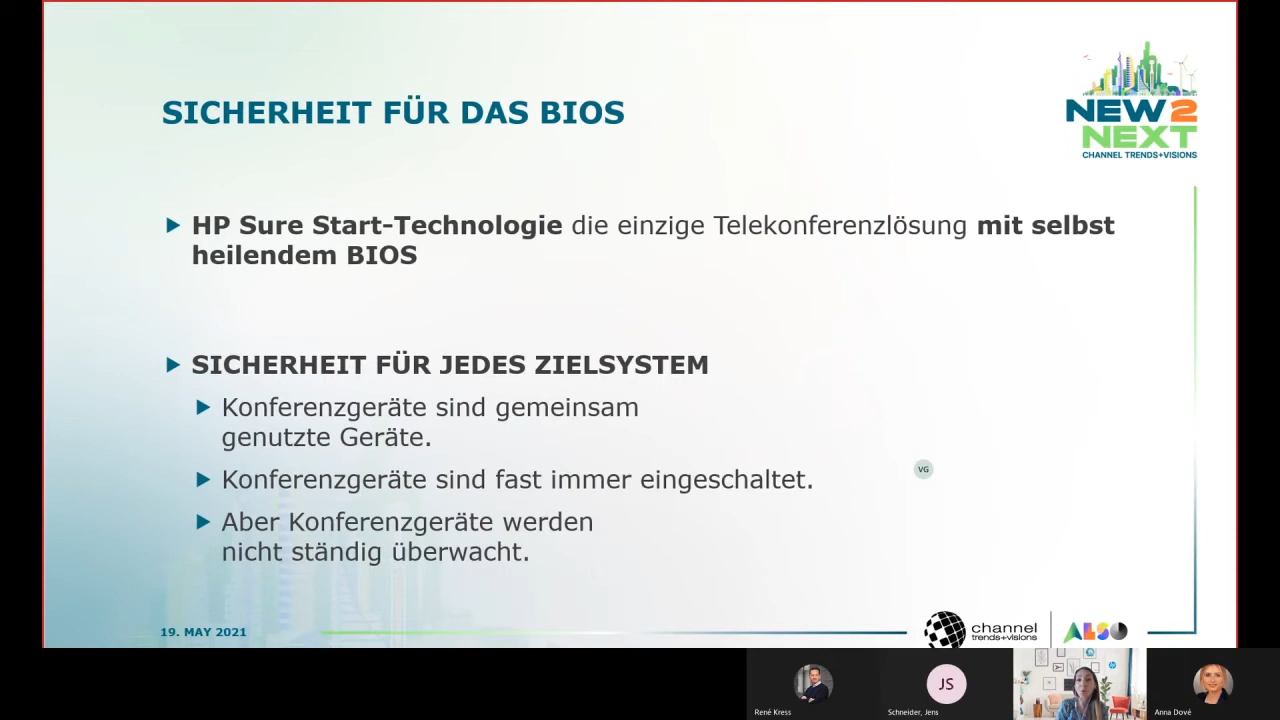 SICHERHEIT FÜR DAS BIOS
NEW 2
NEXT
CHANNEL TRENDS+VISIONS
HP Sure Start-Technologie die einzige Telekonferenzlösung mit selbst
heilendem BIOS
SICHERHEIT FÜR JEDES ZIELSYSTEM
Konferenzgeräte sind gemeinsam
genutzte Geräte.
Konferenzgeräte sind fast immer eingeschaltet.
VG
Aber Konferenzgeräte werden
nicht ständig überwacht.
19. MAY 2021
channel
trends+visions
ALSO
JS
René Kress
Schneider, Jens
Anna Dové